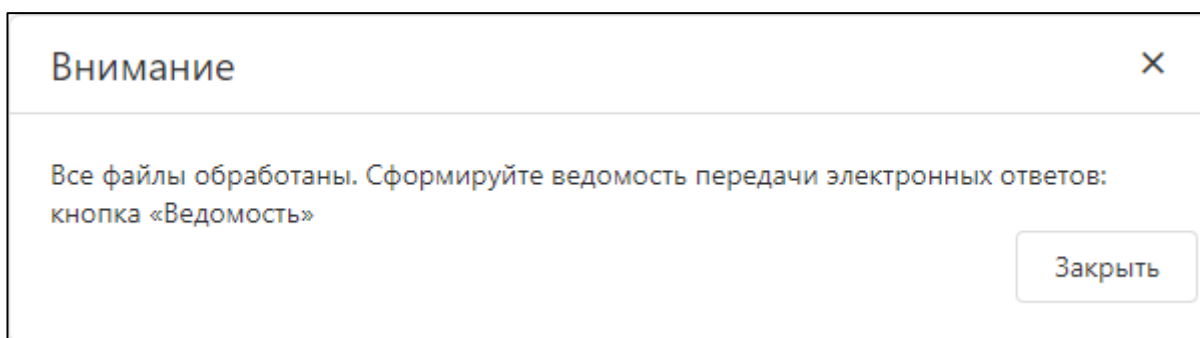 Внимание
Все файлы обработаны. Сформируйте ведомость передачи электронных ответов:
кнопка «Ведомость»
Закрыть